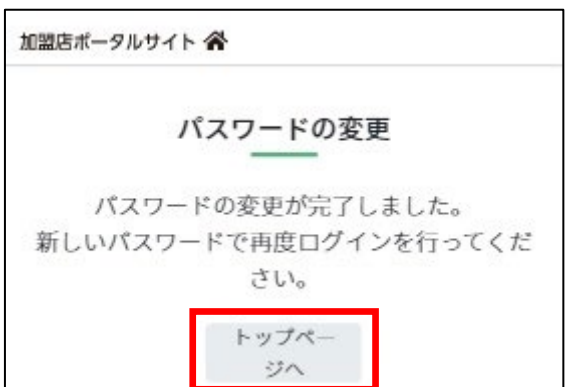 加盟店ポータルサイト
パスワードの変更
パスワードの変更が完了しました。
新しいパスワードで再度ログインを行ってくだ
さい。
トップペー
ジへ